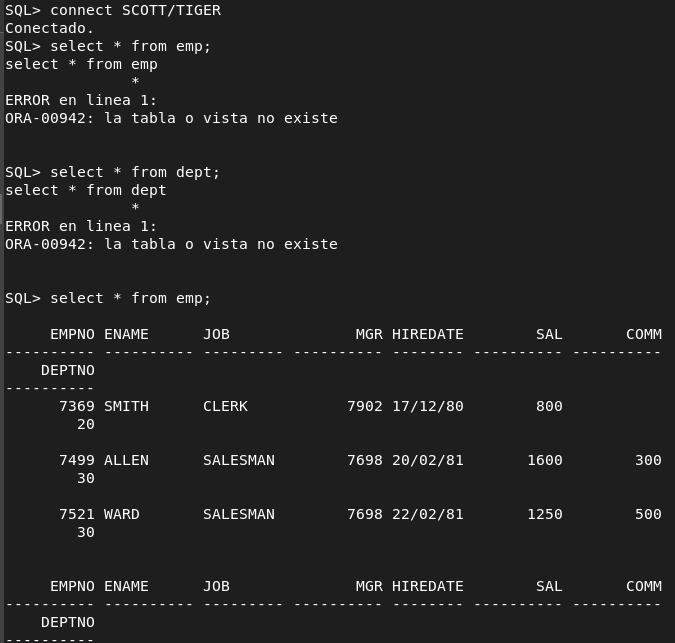 SQL> connect SCOTT/TIGER
Conectado.
SQL> select * from emp;
select * from emp
              *
ERROR en linea 1:
ORA-00942: la tabla o vista no existe
SQL> select * from dept;
select * from dept
              *
ERROR en linea 1:
ORA-00942: la tabla o vista no existe
SQL> select * from emp;
     EMPNO ENAME      JOB              MGR HIREDATE        SAL       COMM
---------- ---------- --------- ---------- -------- ---------- ----------
    DEPTNO
----------
      7369 SMITH      CLERK           7902 17/12/80        800
        20
      7499 ALLEN      SALESMAN        7698 20/02/81       1600        300
        30
      7521 WARD       SALESMAN        7698 22/02/81       1250        500
        30
     EMPNO ENAME      JOB              MGR HIREDATE        SAL       COMM
---------- ---------- --------- ---------- -------- ---------- ----------
    DEPTNO
----------